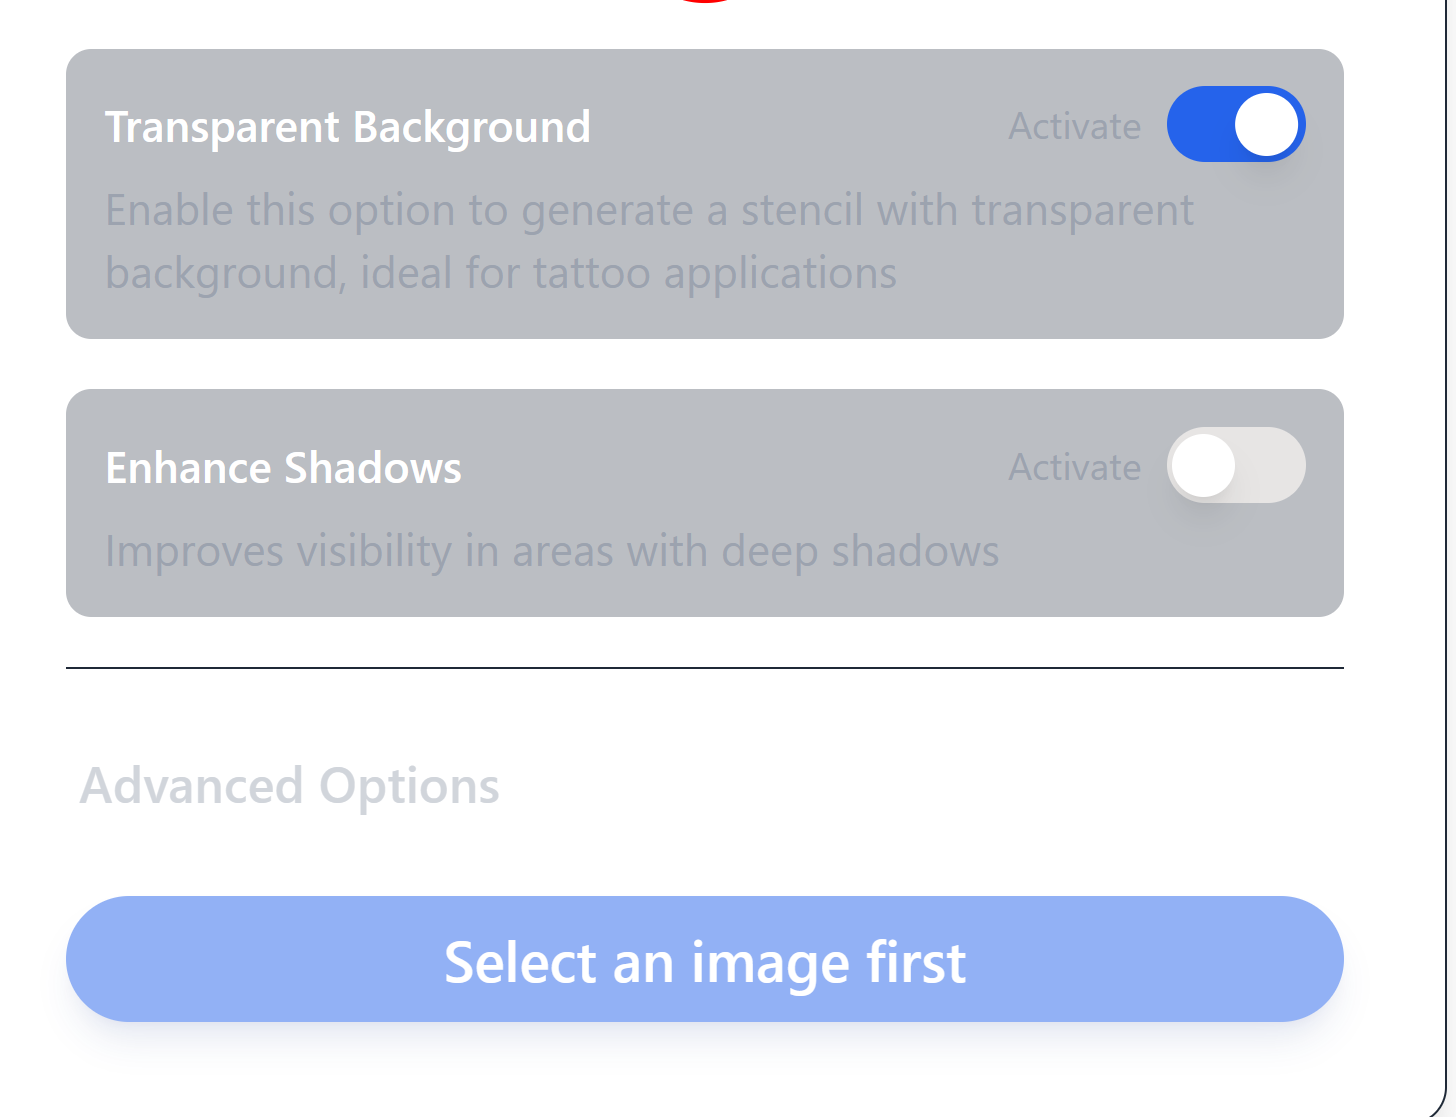 Transparent Background
Activate
Enable this option to generate a stencil with transparent
background, ideal for tattoo applications
Enhance Shadows
Activate
Improves visibility in areas with deep shadows
Advanced Options
Select an image first